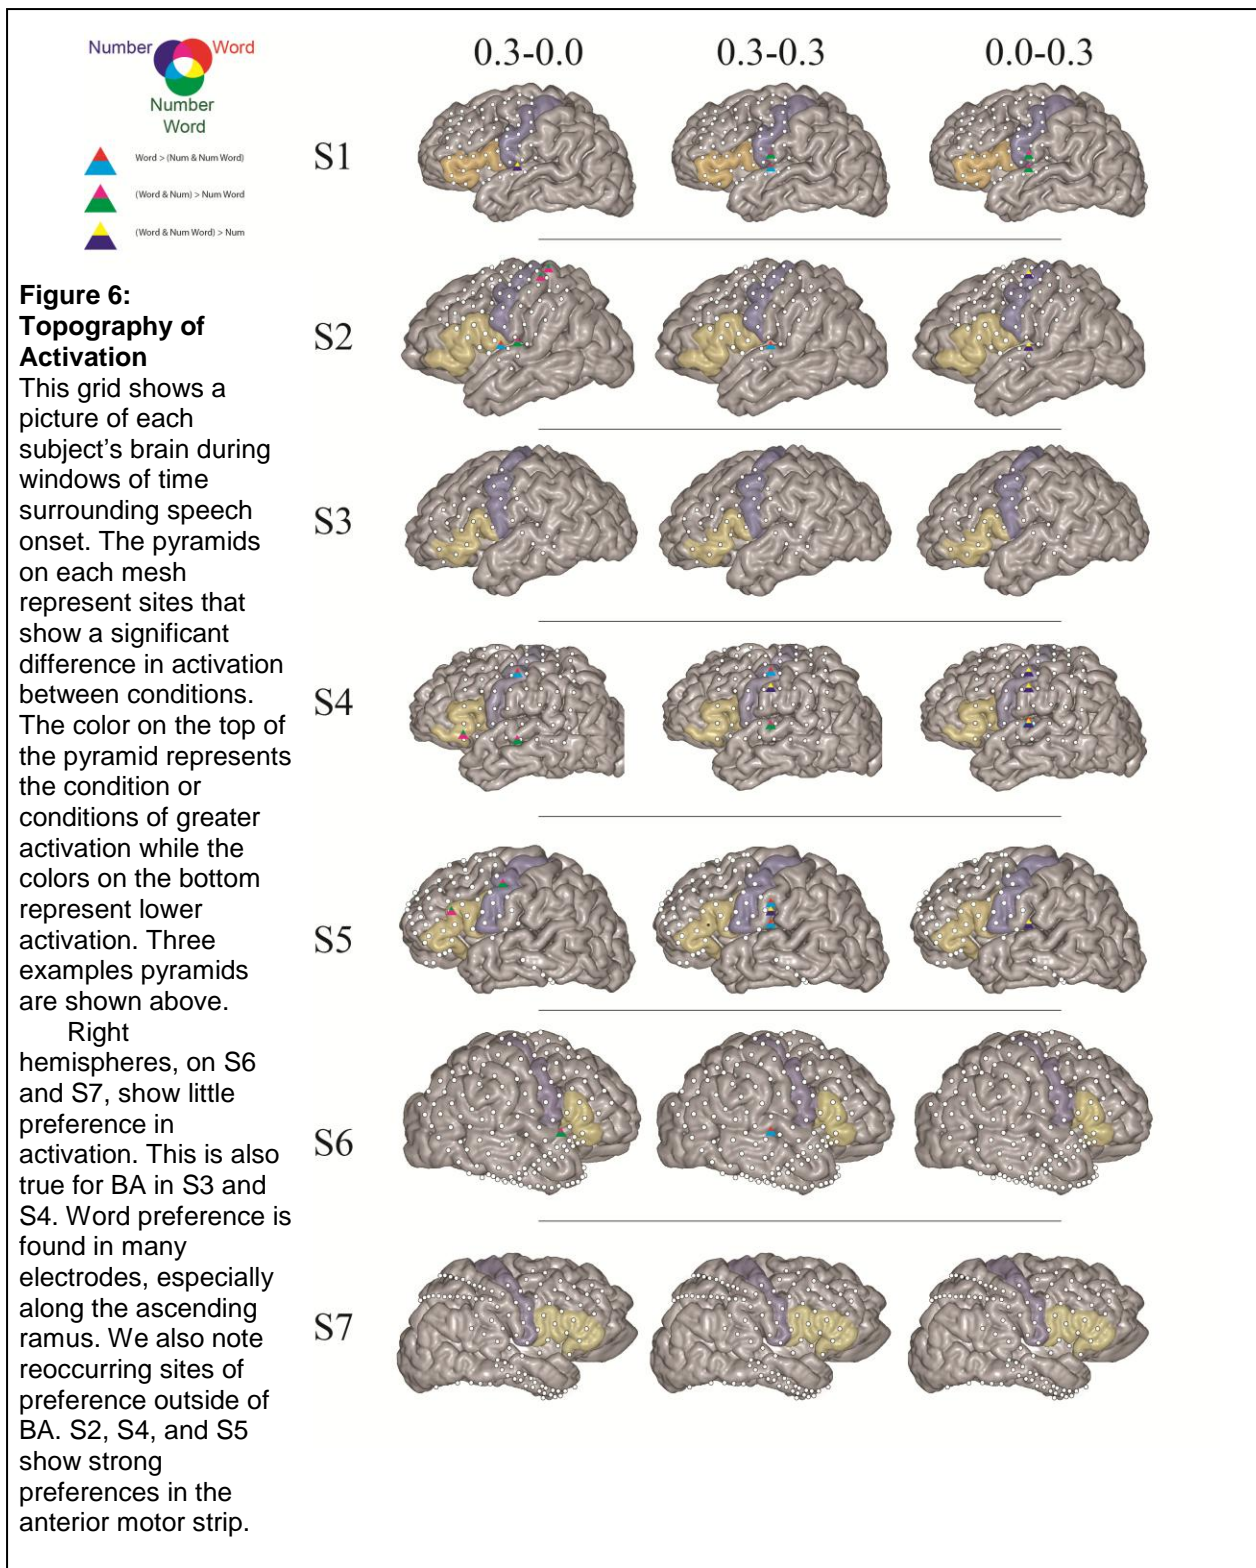 Number Word
Number
Word
Word > (Num & Num Word)
(Word & Num) > Num Word
(Word & Num Word) > Num
Figure 6:
Topography of
Activation
This grid shows a
picture of each
subject's brain during
windows of time
surrounding speech
onset. The pyramids
on each mesh
represent sites that
show a significant
difference in activation
between conditions.
The color on the top of
the pyramid represents
the condition or
conditions of greater
activation while the
colors on the bottom
represent lower
activation. Three
examples pyramids
are shown above.
Right
hemispheres, on S6
and S7, show little
preference in
activation. This is also
true for BA in S3 and
S4. Word preference is
found in many
electrodes, especially
along the ascending
ramus. We also note
reoccurring sites of
preference outside of
BA. S2, S4, and S5
show strong
preferences in the
anterior motor strip.
0.3-0.0 0.3-0.3 0.0-0.3
S1
S2
S3
S4
S5
S6
S7